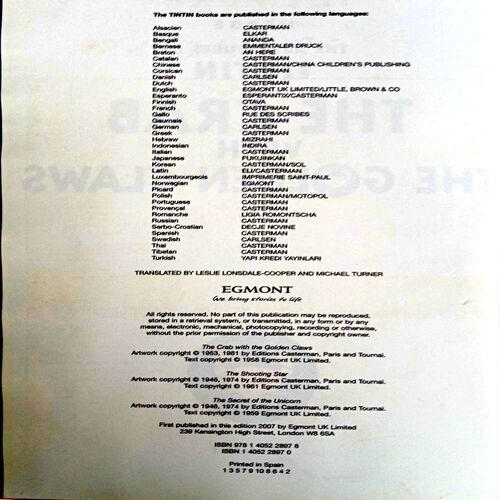 The TINTIN books are published in the following languages:
Alsacien CASTERMAN
Basque ELKAR
Bengali ANANDA
Bernese EMMENTALER DRUCK
Breton AN HERE
Catalan CASTERMAN
Chinese CASTERMAN/CHINA CHILDREN'S PUBLISHING
Corsican CASTERMAN
Danish CARLSEN
Dutch CASTERMAN
English EGMONT UK LIMITED/LITTLE, BROWN & CO
Esperanto ESPERANTIX/CASTERMAN
Finnish OTAVA
French CASTERMAN
Gallo RUE DES SCRIBES
Gaumais CASTERMAN
German CARLSEN
Greek CASTERMAN
Hebrew MIZRAHI
Indonesian INDIRA
Italian CASTERMAN
Japanese FUKUINKAN
Korean CASTERMAN/SOL
Latin ELI/CASTERMAN
Luxembourgeois IMPRIMERIE SAINT-PAUL
Norwegian EGMONT
Picard CASTERMAN
Polish CASTERMAN/MOTOPOL
Portuguese CASTERMAN
Provençal CASTERMAN
Romanche LIGIA ROMONTSCHA
Russian CASTERMAN
Serbo-Croatian DECJE NOVINE
Spanish CASTERMAN
Swedish CARLSEN
Thai CASTERMAN
Tibetan CASTERMAN
Turkish YAPI KREDI YAYINLARI
TRANSLATED BY LESLIE LONSDALE-COOPER AND MICHAEL TURNER
EGMONT
We bring stories to life
All rights reserved. No part of this publication may be reproduced,
stored in a retrieval system, or transmitted, in any form or by any
means, electronic, mechanical, photocopying, recording or otherwise,
without the prior permission of the publisher and copyright owner.
The Crab with the Golden Claws
Artwork copyright © 1953, 1981 by Editions Casterman, Paris and Tournai.
Text copyright © 1958 Egmont UK Limited.
The Shooting Star
Artwork copyright © 1946, 1974 by Editions Casterman, Paris and Tournai.
Text copyright © 1961 Egmont UK Limited.
The Secret of the Unicorn
Artwork copyright © 1946, 1974 by Editions Casterman, Paris and Tournai.
Text copyright © 1959 Egmont UK Limited.
First published in this edition 2007 by Egmont UK Limited
239 Kensington High Street, London W8 6SA
ISBN 978 1 4052 2897 8
ISBN 1 4052 2897 0
Printed in Spain
1 3 5 7 9 10 8 6 4 2